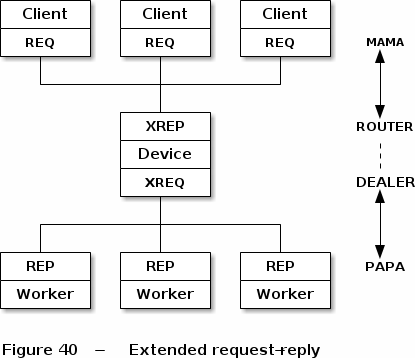 Client Client Client
REQ REQ REQ MAMA
XREP ROUTER
Device
XREQ DEALER
REP REP REP PAPA
Worker Worker Worker
Figure 40 - Extended request-reply